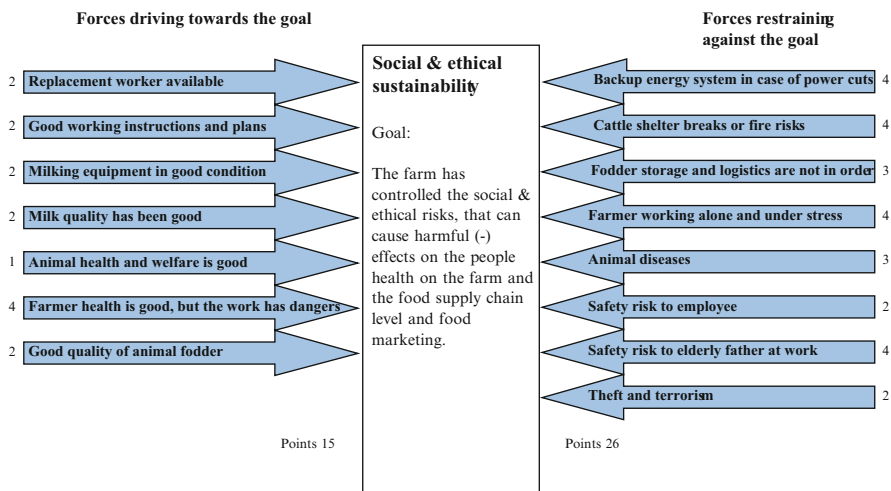 Forces driving towards the goal
Forces restraining
against the goal
Social & ethical
sustainability
Goal:
The farm has
controlled the social &
ethical risks, that can
cause harmful (-)
effects on the people
health on the farm and
the food supply chain
level and food
marketing.
2 Replacement worker available
2 Good working instructions and plans
2 Milking equipment in good condition
2 Milk quality has been good
1 Animal health and welfare is good
4 Farmer health is good, but the work has dangers
2 Good quality of animal fodder
Points 15
Backup energy system in case of power cuts 4
Cattle shelter breaks or fire risks 4
Fodder storage and logistics are not in order 3
Farmer working alone and under stress 4
Animal diseases 3
Safety risk to employee 2
Safety risk to elderly father at work 4
Theft and terrorism 2
Points 26